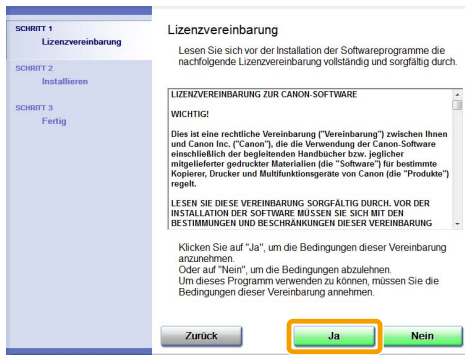 SCHRITT 1
Lizenzvereinbarung
SCHRITT 2
Installieren
SCHRITT 3
Fertig
Lizenzvereinbarung
Lesen Sie sich vor der Installation der Softwareprogramme die
nachfolgende Lizenzvereinbarung vollständig und sorgfältig durch.
LIZENZVEREINBARUNG ZUR CANON-SOFTWARE
WICHTIG!
Dies ist eine rechtliche Vereinbarung ("Vereinbarung") zwischen Ihnen
und Canon Inc. ("Canon"), die die Verwendung der Canon-Software
einschließlich der begleitenden Handbücher bzw. jeglicher
mitgelieferter gedruckter Materialien (die "Software") für bestimmte
Kopierer, Drucker und Multifunktionsgeräte von Canon (die "Produkte")
regelt.
LESEN SIE DIESE VEREINBARUNG SORGFÄLTIG DURCH. VOR DER
INSTALLATION DER SOFTWARE MÜSSEN SIE SICH MIT DEN
BESTIMMUNGEN UND BESCHRÄNKUNGEN DIESER VEREINBARUNG
Klicken Sie auf "Ja", um die Bedingungen dieser Vereinbarung
anzunehmen.
Oder auf "Nein", um die Bedingungen abzulehnen.
Um dieses Programm verwenden zu können, müssen Sie die
Bedingungen dieser Vereinbarung annehmen.
Zurück
Ja
Nein